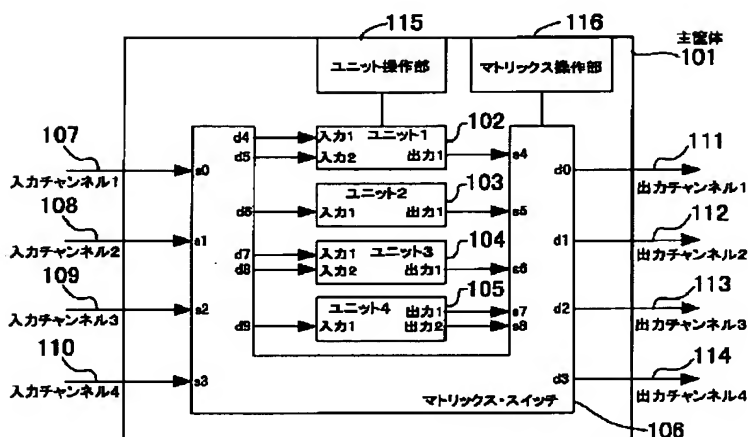 115
116
主筐体
101
ユニット操作部
マトリックス操作部
107
入力チャンネル1
s0
d4
d5
入力1
入力2
ユニット1
出力1
102
s4
d0
111
出力チャンネル1
108
入力チャンネル2
s1
d6
ユニット2
入力1
出力1
103
s5
d1
112
出力チャンネル2
109
入力チャンネル3
s2
d7
d8
入力1
入力2
ユニット3
出力1
104
s6
d2
113
出力チャンネル3
110
入力チャンネル4
s3
d9
ユニット4
入力1
出力1
出力2
105
s7
s8
d3
114
出力チャンネル4
マトリックス・スイッチ
106